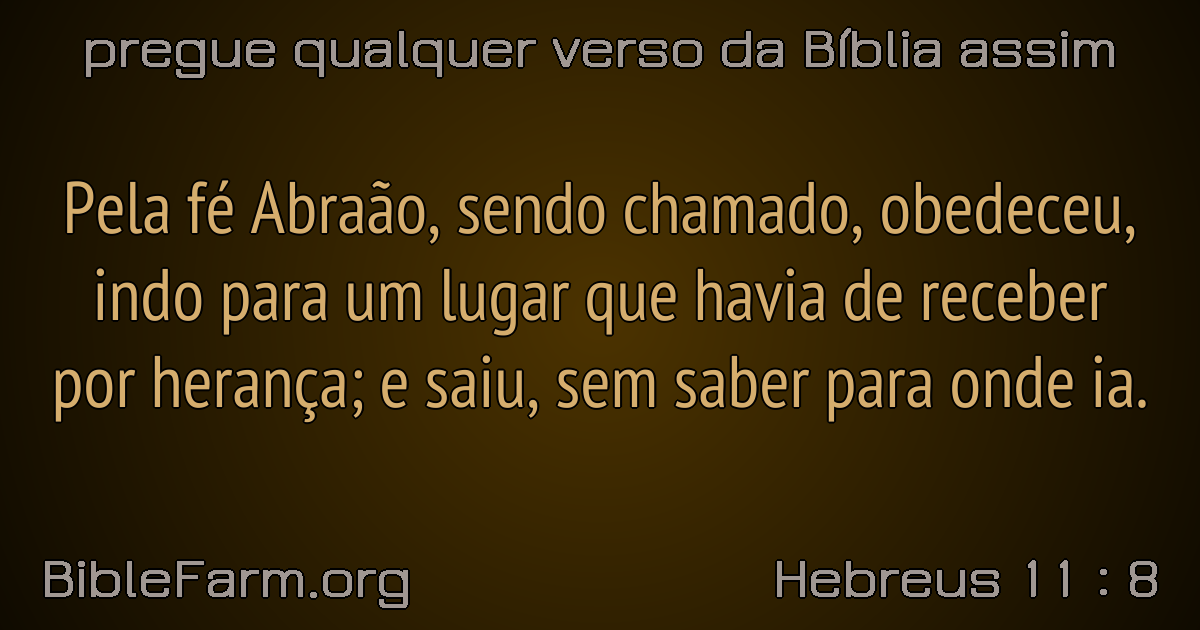 pregue qualquer verso da Bíblia assim
Pela fé Abraão, sendo chamado, obedeceu,
indo para um lugar que havia de receber
por herança; e saiu, sem saber para onde ia.
BibleFarm.org
Hebreus 11 : 8